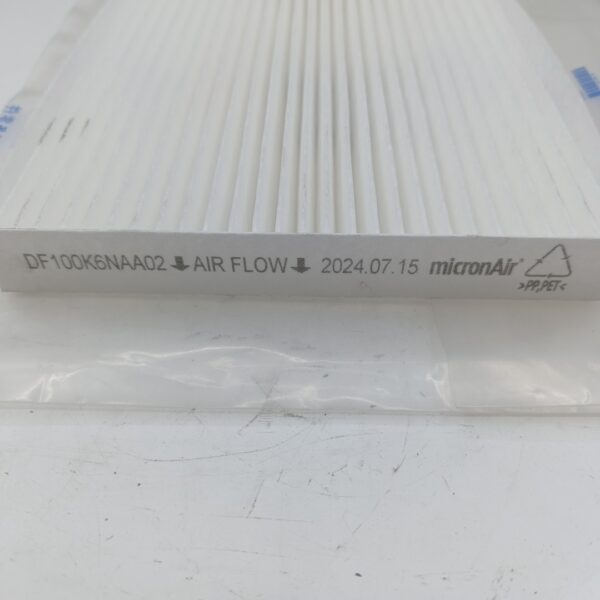 DF100K6NAA02 ⬇ AIR FLOW ⬇ 2024.07.15 micronAir®
>PP,PET<